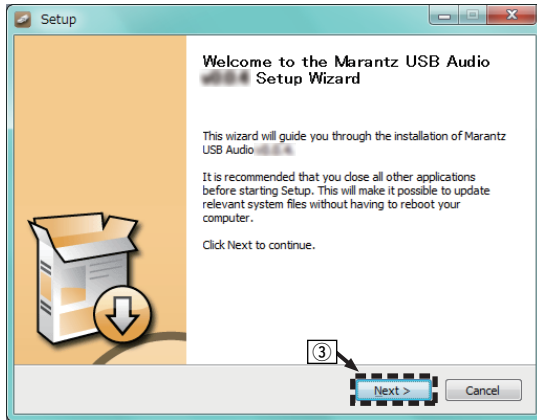 Setup
Welcome to the Marantz USB Audio
Setup Wizard
This wizard will guide you through the installation of Marantz
USB Audio
It is recommended that you close all other applications
before starting Setup. This will make it possible to update
relevant system files without having to reboot your
computer.
Click Next to continue.
③
Next >
Cancel